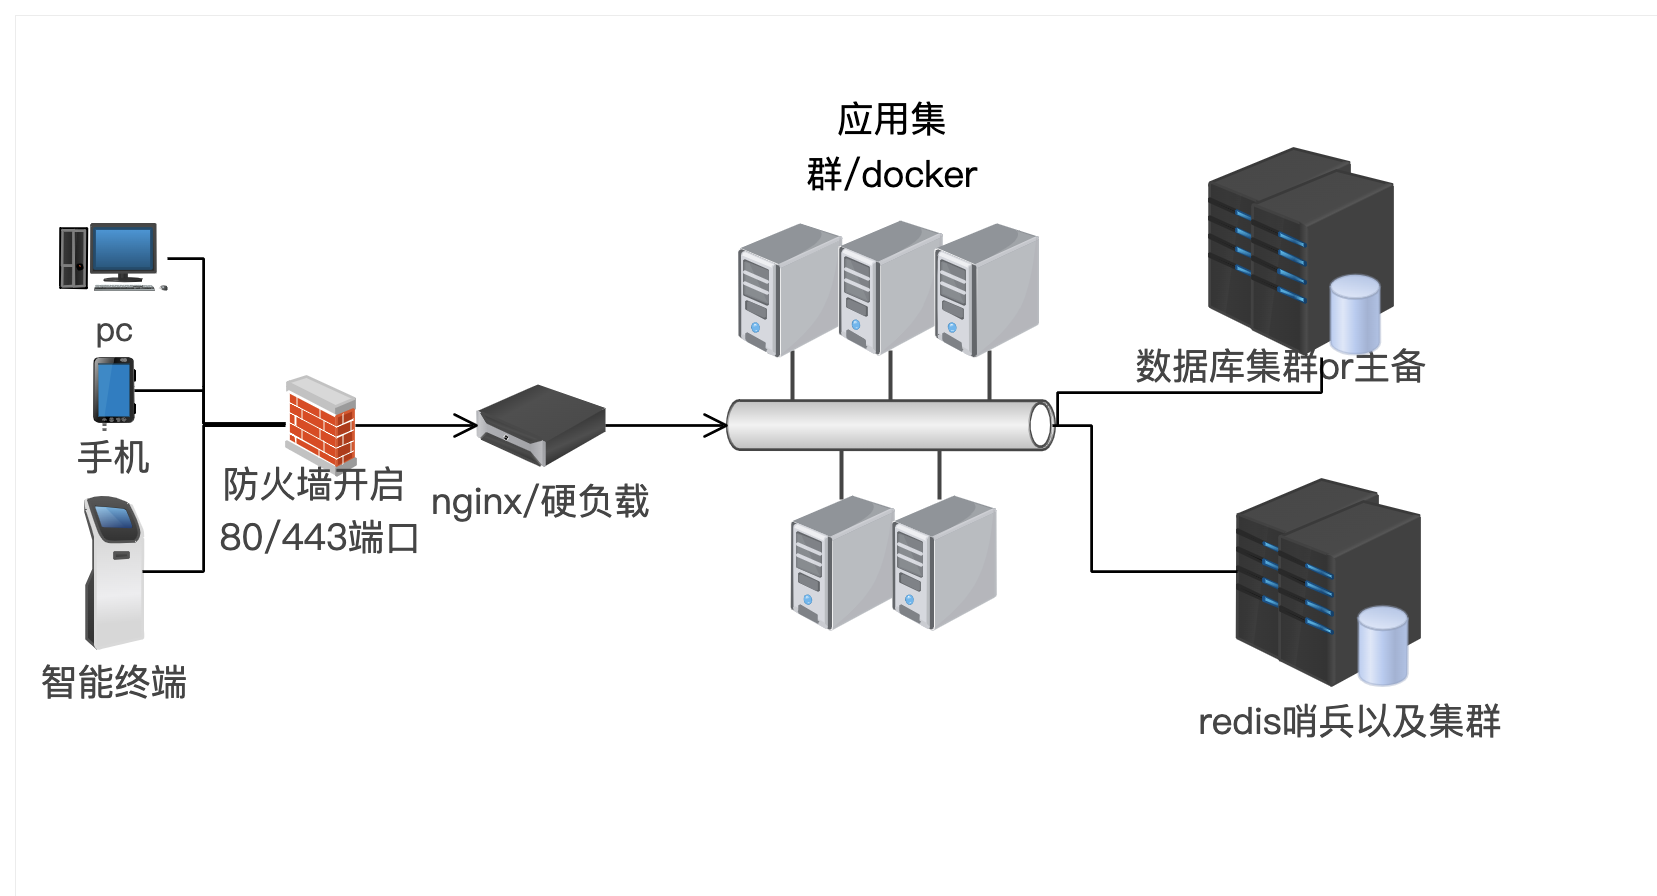 应用集
群/docker
pc
手机
智能终端
防火墙开启
80/443端口
nginx/硬负载
数据库集群pr主备
redis哨兵以及集群